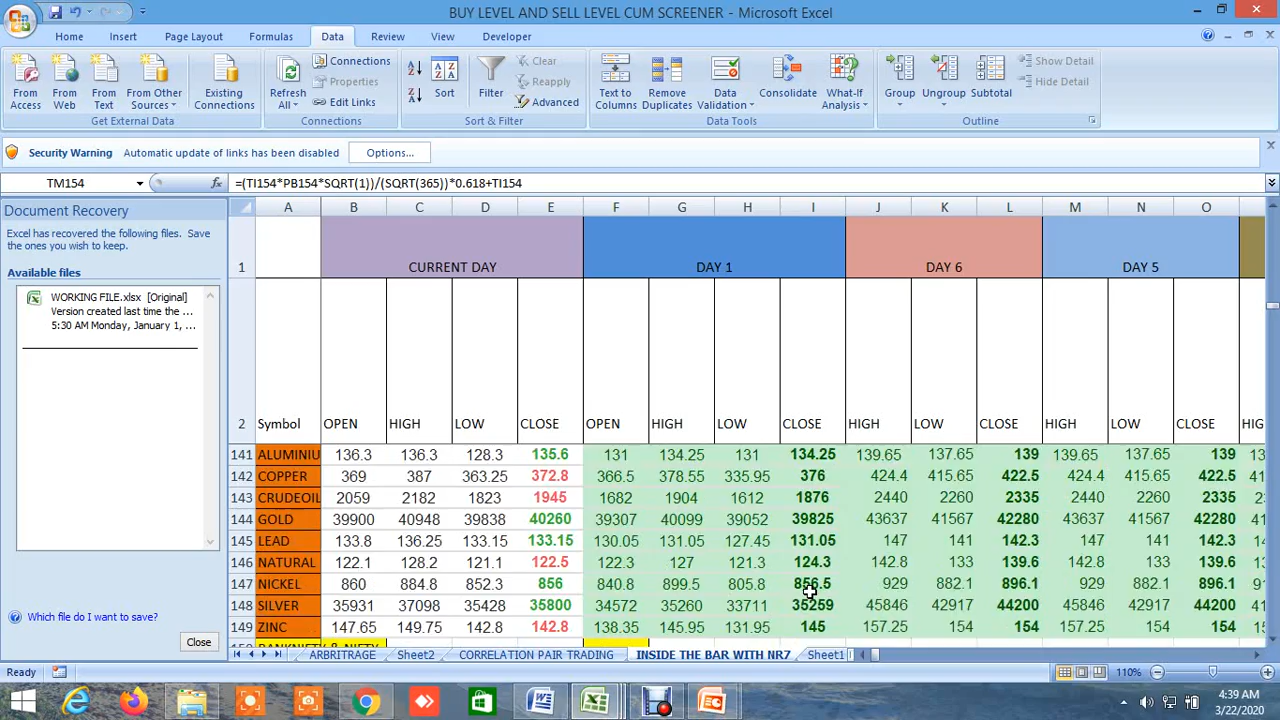 BUY LEVEL AND SELL LEVEL CUM SCREENER - Microsoft Excel
Home Insert Page Layout Formulas Data Review View Developer
From Access From Web From Text From Other Sources Existing Connections
Get External Data
Refresh All Connections Properties Edit Links
Connections
Sort Filter Clear Reapply Advanced
Sort & Filter
Text to Columns Remove Duplicates Data Validation Consolidate What-If Analysis
Data Tools
Group Ungroup Subtotal Show Detail Hide Detail
Outline
Security Warning Automatic update of links has been disabled Options...
TM154 fx =(TI154*PB154*SQRT(1))/(SQRT(365))*0.618+TI154
Document Recovery
Excel has recovered the following files. Save the ones you wish to keep.
Available files
WORKING FILE.xlsx [Original]
Version created last time the ...
5:30 AM Monday, January 1, ...
Which file do I want to save?
Close
A B C D E F G H I J K L M N O
1 CURRENT DAY DAY 1 DAY 6 DAY 5
2 Symbol OPEN HIGH LOW CLOSE OPEN HIGH LOW CLOSE HIGH LOW CLOSE HIGH LOW CLOSE HIG
141 ALUMINIU 136.3 136.3 128.3 135.6 131 134.25 131 134.25 139.65 137.65 139 139.65 137.65 139 13
142 COPPER 369 387 363.25 372.8 366.5 378.55 335.95 376 424.4 415.65 422.5 424.4 415.65 422.5 41
143 CRUDEOIL 2059 2182 1823 1945 1682 1904 1612 1876 2440 2260 2335 2440 2260 2335 2
144 GOLD 39900 40948 39838 40260 39307 40099 39052 39825 43637 41567 42280 43637 41567 42280 43
145 LEAD 133.8 136.25 133.15 133.15 130.05 131.05 127.45 131.05 147 141 142.3 147 141 142.3 1
146 NATURAL 122.1 128.2 121.1 122.5 122.3 127 121.3 124.3 142.8 133 139.6 142.8 133 139.6 14
147 NICKEL 860 884.8 852.3 856 840.8 899.5 805.8 856.5 929 882.1 896.1 929 882.1 896.1 91
148 SILVER 35931 37098 35428 35800 34572 35260 33711 35259 45846 42917 44200 45846 42917 44200 45
149 ZINC 147.65 149.75 142.8 142.8 138.35 145.95 131.95 145 157.25 154 154 157.25 154 154 15
ARBITRAGE Sheet2 CORRELATION PAIR TRADING INSIDE THE BAR WITH NR7 Sheet1
Ready 110%
4:39 AM
3/22/2020